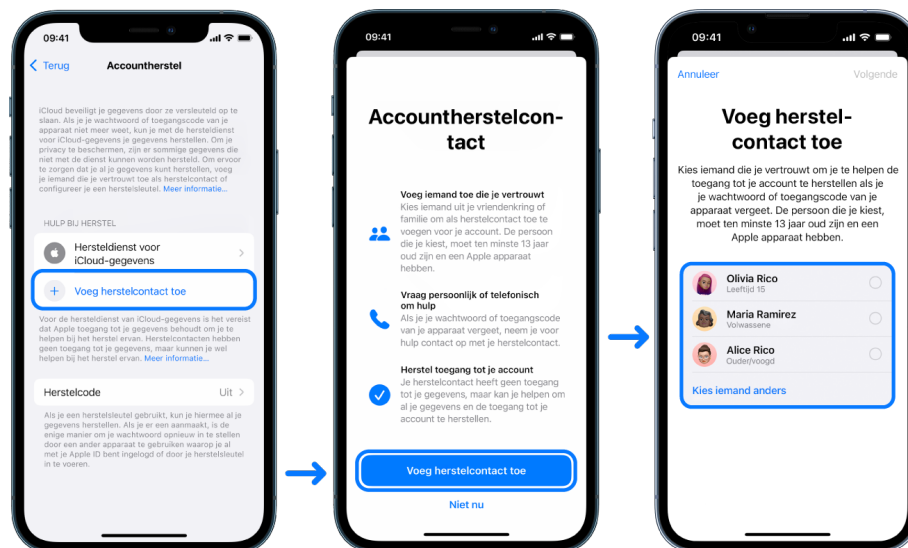 09:41
Terug
Accountherstel
iCloud beveiligt je gegevens door ze versleuteld op te
slaan. Als je je wachtwoord of toegangscode van je
apparaat niet meer weet, kun je met de hersteldienst
voor iCloud-gegevens je gegevens herstellen. Om je
privacy te beschermen, zijn er sommige gegevens die
niet met de dienst kunnen worden hersteld. Om ervoor
te zorgen dat je al je gegevens kunt herstellen, voeg
je iemand die je vertrouwt toe als herstelcontact of
configureer je een herstelsleutel. Meer informatie...
HULP BIJ HERSTEL
Hersteldienst voor
iCloud-gegevens
Voeg herstelcontact toe
Voor de hersteldienst van iCloud-gegevens is het vereist
dat Apple toegang tot je gegevens behoudt om je te
helpen bij het herstel ervan. Herstelcontacten hebben
geen toegang tot je gegevens, maar kunnen je wel
helpen bij het herstel ervan. Meer informatie...
Herstelcode
Uit
Als je een herstelsleutel gebruikt, kun je hiermee al je
gegevens herstellen. Als je er een aanmaakt, is de
enige manier om je wachtwoord opnieuw in te stellen
door een ander apparaat te gebruiken waarop je al
met je Apple ID bent ingelogd of door je herstelsleutel
in te voeren.
09:41
Accountherstelcon-
tact
Voeg iemand toe die je vertrouwt
Kies iemand uit je vriendenkring of
familie om als herstelcontact toe te
voegen voor je account. De persoon
die je kiest, moet ten minste 13 jaar
oud zijn en een Apple apparaat
hebben.
Vraag persoonlijk of telefonisch
om hulp
Als je je wachtwoord of toegangscode
van je apparaat vergeet, neem je voor
hulp contact op met je herstelcontact.
Herstel toegang tot je account
Je herstelcontact heeft geen toegang
tot je gegevens, maar kan je helpen om
al je gegevens en de toegang tot je
account te herstellen.
Voeg herstelcontact toe
Niet nu
09:41
Annuleer
Volgende
Voeg herstel-
contact toe
Kies iemand die je vertrouwt om je te helpen de
toegang tot je account te herstellen als je
je wachtwoord of toegangscode van je
apparaat vergeet. De persoon die je kiest,
moet ten minste 13 jaar oud zijn en een
Apple apparaat hebben.
Olivia Rico
Leeftijd 15
Maria Ramirez
Volwassene
Alice Rico
Ouder/voogd
Kies iemand anders